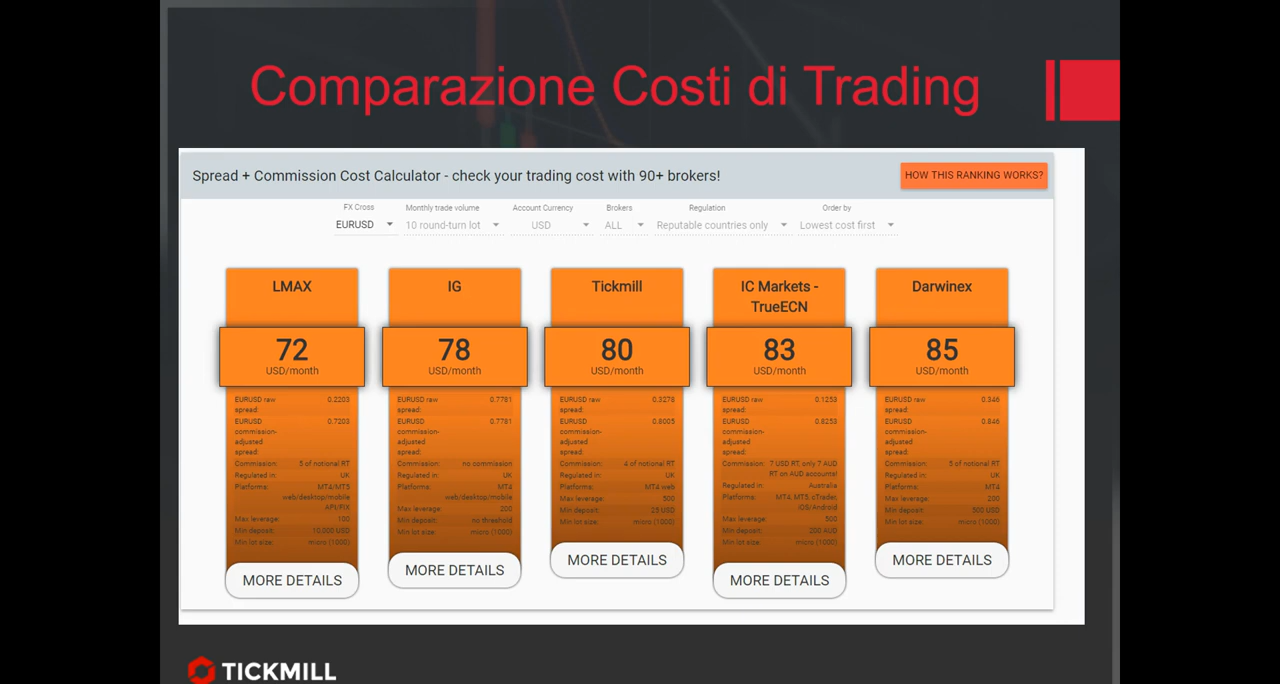 Comparazione Costi di Trading
Spread + Commission Cost Calculator - check your trading cost with 90+ brokers!
HOW THIS RANKING WORKS?
FX Cross
Monthly trade volume
Account Currency
Brokers
Regulation
Order by
EURUSD
10 round-turn lot
USD
ALL
Reputable countries only
Lowest cost first
LMAX
72
USD/month
EURUSD raw 0.2203
spread:
EURUSD 0.7203
commission-
adjusted
spread:
Commission: 5 of notional RT
Regulated in: UK
Platforms: MT4/MT5
web/desktop/mobile
API/FIX
Max leverage: 100
Min deposit: 10,000 USD
Min lot size: micro (1000)
MORE DETAILS
IG
78
USD/month
EURUSD raw 0.7781
spread:
EURUSD 0.7781
commission-
adjusted
spread:
Commission: no commission
Regulated in: UK
Platforms: MT4
web/desktop/mobile
Max leverage: 200
Min deposit: no threshold
Min lot size: micro (1000)
MORE DETAILS
Tickmill
80
USD/month
EURUSD raw 0.3278
spread:
EURUSD 0.8005
commission-
adjusted
spread:
Commission: 4 of notional RT
Regulated in: UK
Platforms: MT4 web
Max leverage: 500
Min deposit: 25 USD
Min lot size: micro (1000)
MORE DETAILS
IC Markets -
TrueECN
83
USD/month
EURUSD raw 0.1253
spread:
EURUSD 0.8253
commission-
adjusted
spread:
Commission: 7 USD RT, only 7 AUD
RT on AUD accounts!
Regulated in: Australia
Platforms: MT4, MT5, cTrader,
iOS/Android
Max leverage: 500
Min deposit: 200 AUD
Min lot size: micro (1000)
MORE DETAILS
Darwinex
85
USD/month
EURUSD raw 0.346
spread:
EURUSD 0.846
commission-
adjusted
spread:
Commission: 5 of notional RT
Regulated in: UK
Platforms: MT4
Max leverage: 200
Min deposit: 500 USD
Min lot size: micro (1000)
MORE DETAILS
TICKMILL